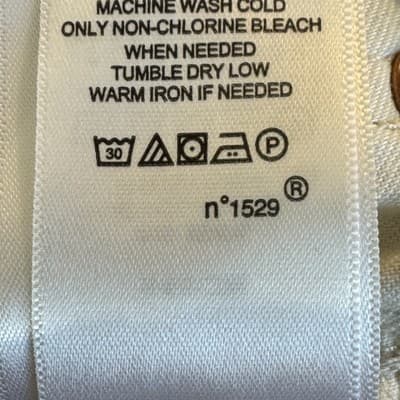 MACHINE WASH COLD
ONLY NON-CHLORINE BLEACH
WHEN NEEDED
TUMBLE DRY LOW
WARM IRON IF NEEDED
30 P
n°1529®